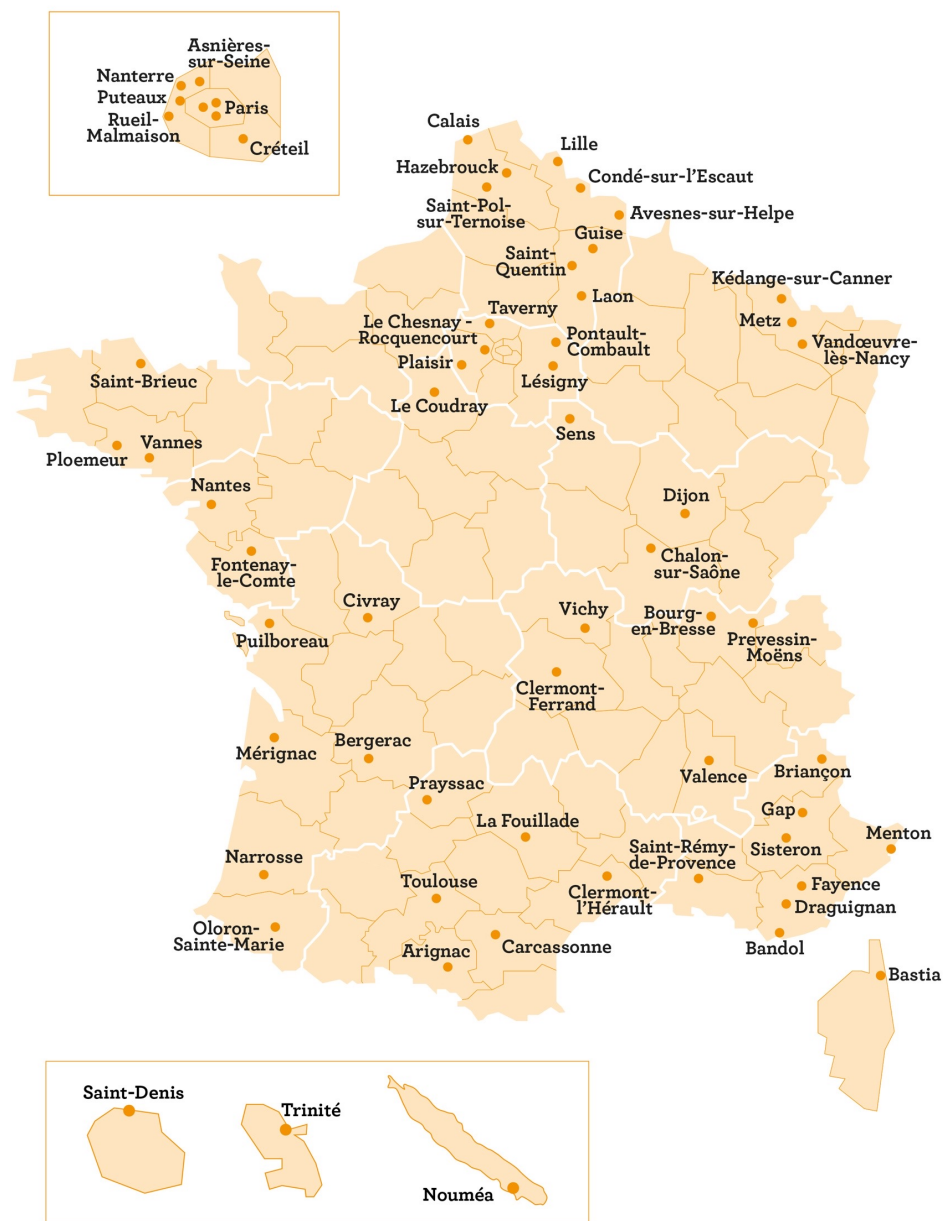 Asnières-
sur-Seine
Nanterre
Puteaux
Paris
Rueil-
Malmaison
Créteil
Calais
Lille
Hazebrouck
Condé-sur-l'Escaut
Saint-Pol-
sur-Ternoise
Avesnes-sur-Helpe
Guise
Saint-
Quentin
Kédange-sur-Canner
Laon
Taverny
Metz
Le Chesnay -
Rocquencourt
Pontault-
Combault
Vandœuvre-
lès-Nancy
Plaisir
Saint-Brieuc
Lésigny
Le Coudray
Sens
Vannes
Ploemeur
Nantes
Dijon
Fontenay-
le-Comte
Chalon-
sur-Saône
Civray
Vichy
Bourg-
en-Bresse
Puilboreau
Prevessin-
Moëns
Clermont-
Ferrand
Mérignac
Bergerac
Valence
Briançon
Prayssac
Gap
La Fouillade
Menton
Saint-Rémy-
de-Provence
Sisteron
Narrosse
Toulouse
Clermont-
l'Hérault
Fayence
Draguignan
Oloron-
Sainte-Marie
Arignac
Carcassonne
Bandol
Bastia
Saint-Denis
Trinité
Nouméa